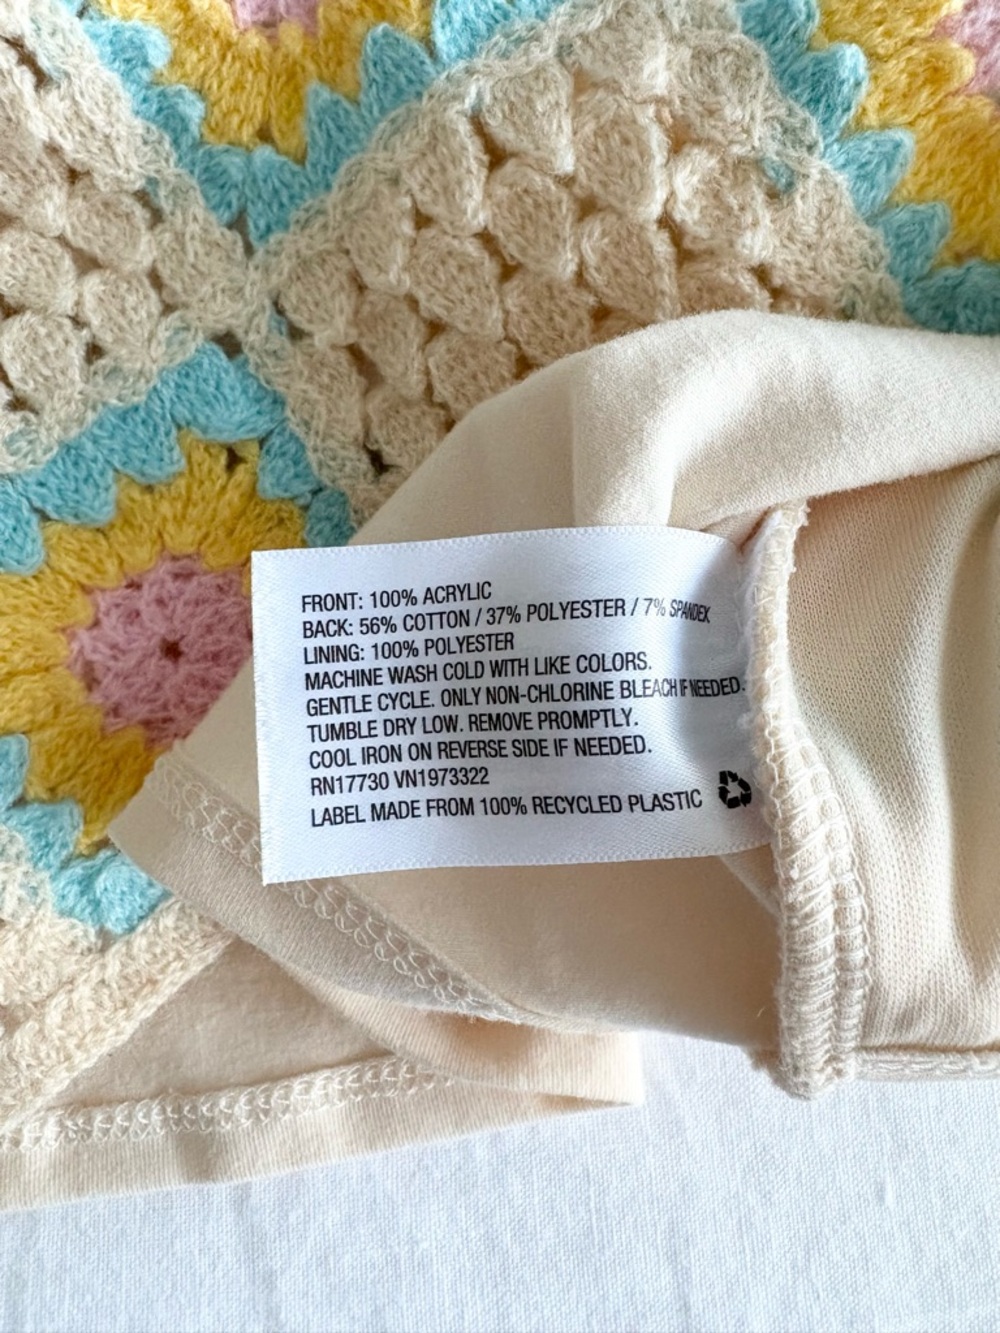 FRONT: 100% ACRYLIC
BACK: 56% COTTON / 37% POLYESTER / 7% SPANDEX
LINING: 100% POLYESTER
MACHINE WASH COLD WITH LIKE COLORS.
GENTLE CYCLE. ONLY NON-CHLORINE BLEACH IF NEEDED.
TUMBLE DRY LOW. REMOVE PROMPTLY.
COOL IRON ON REVERSE SIDE IF NEEDED.
RN17730 VN1973322
LABEL MADE FROM 100% RECYCLED PLASTIC